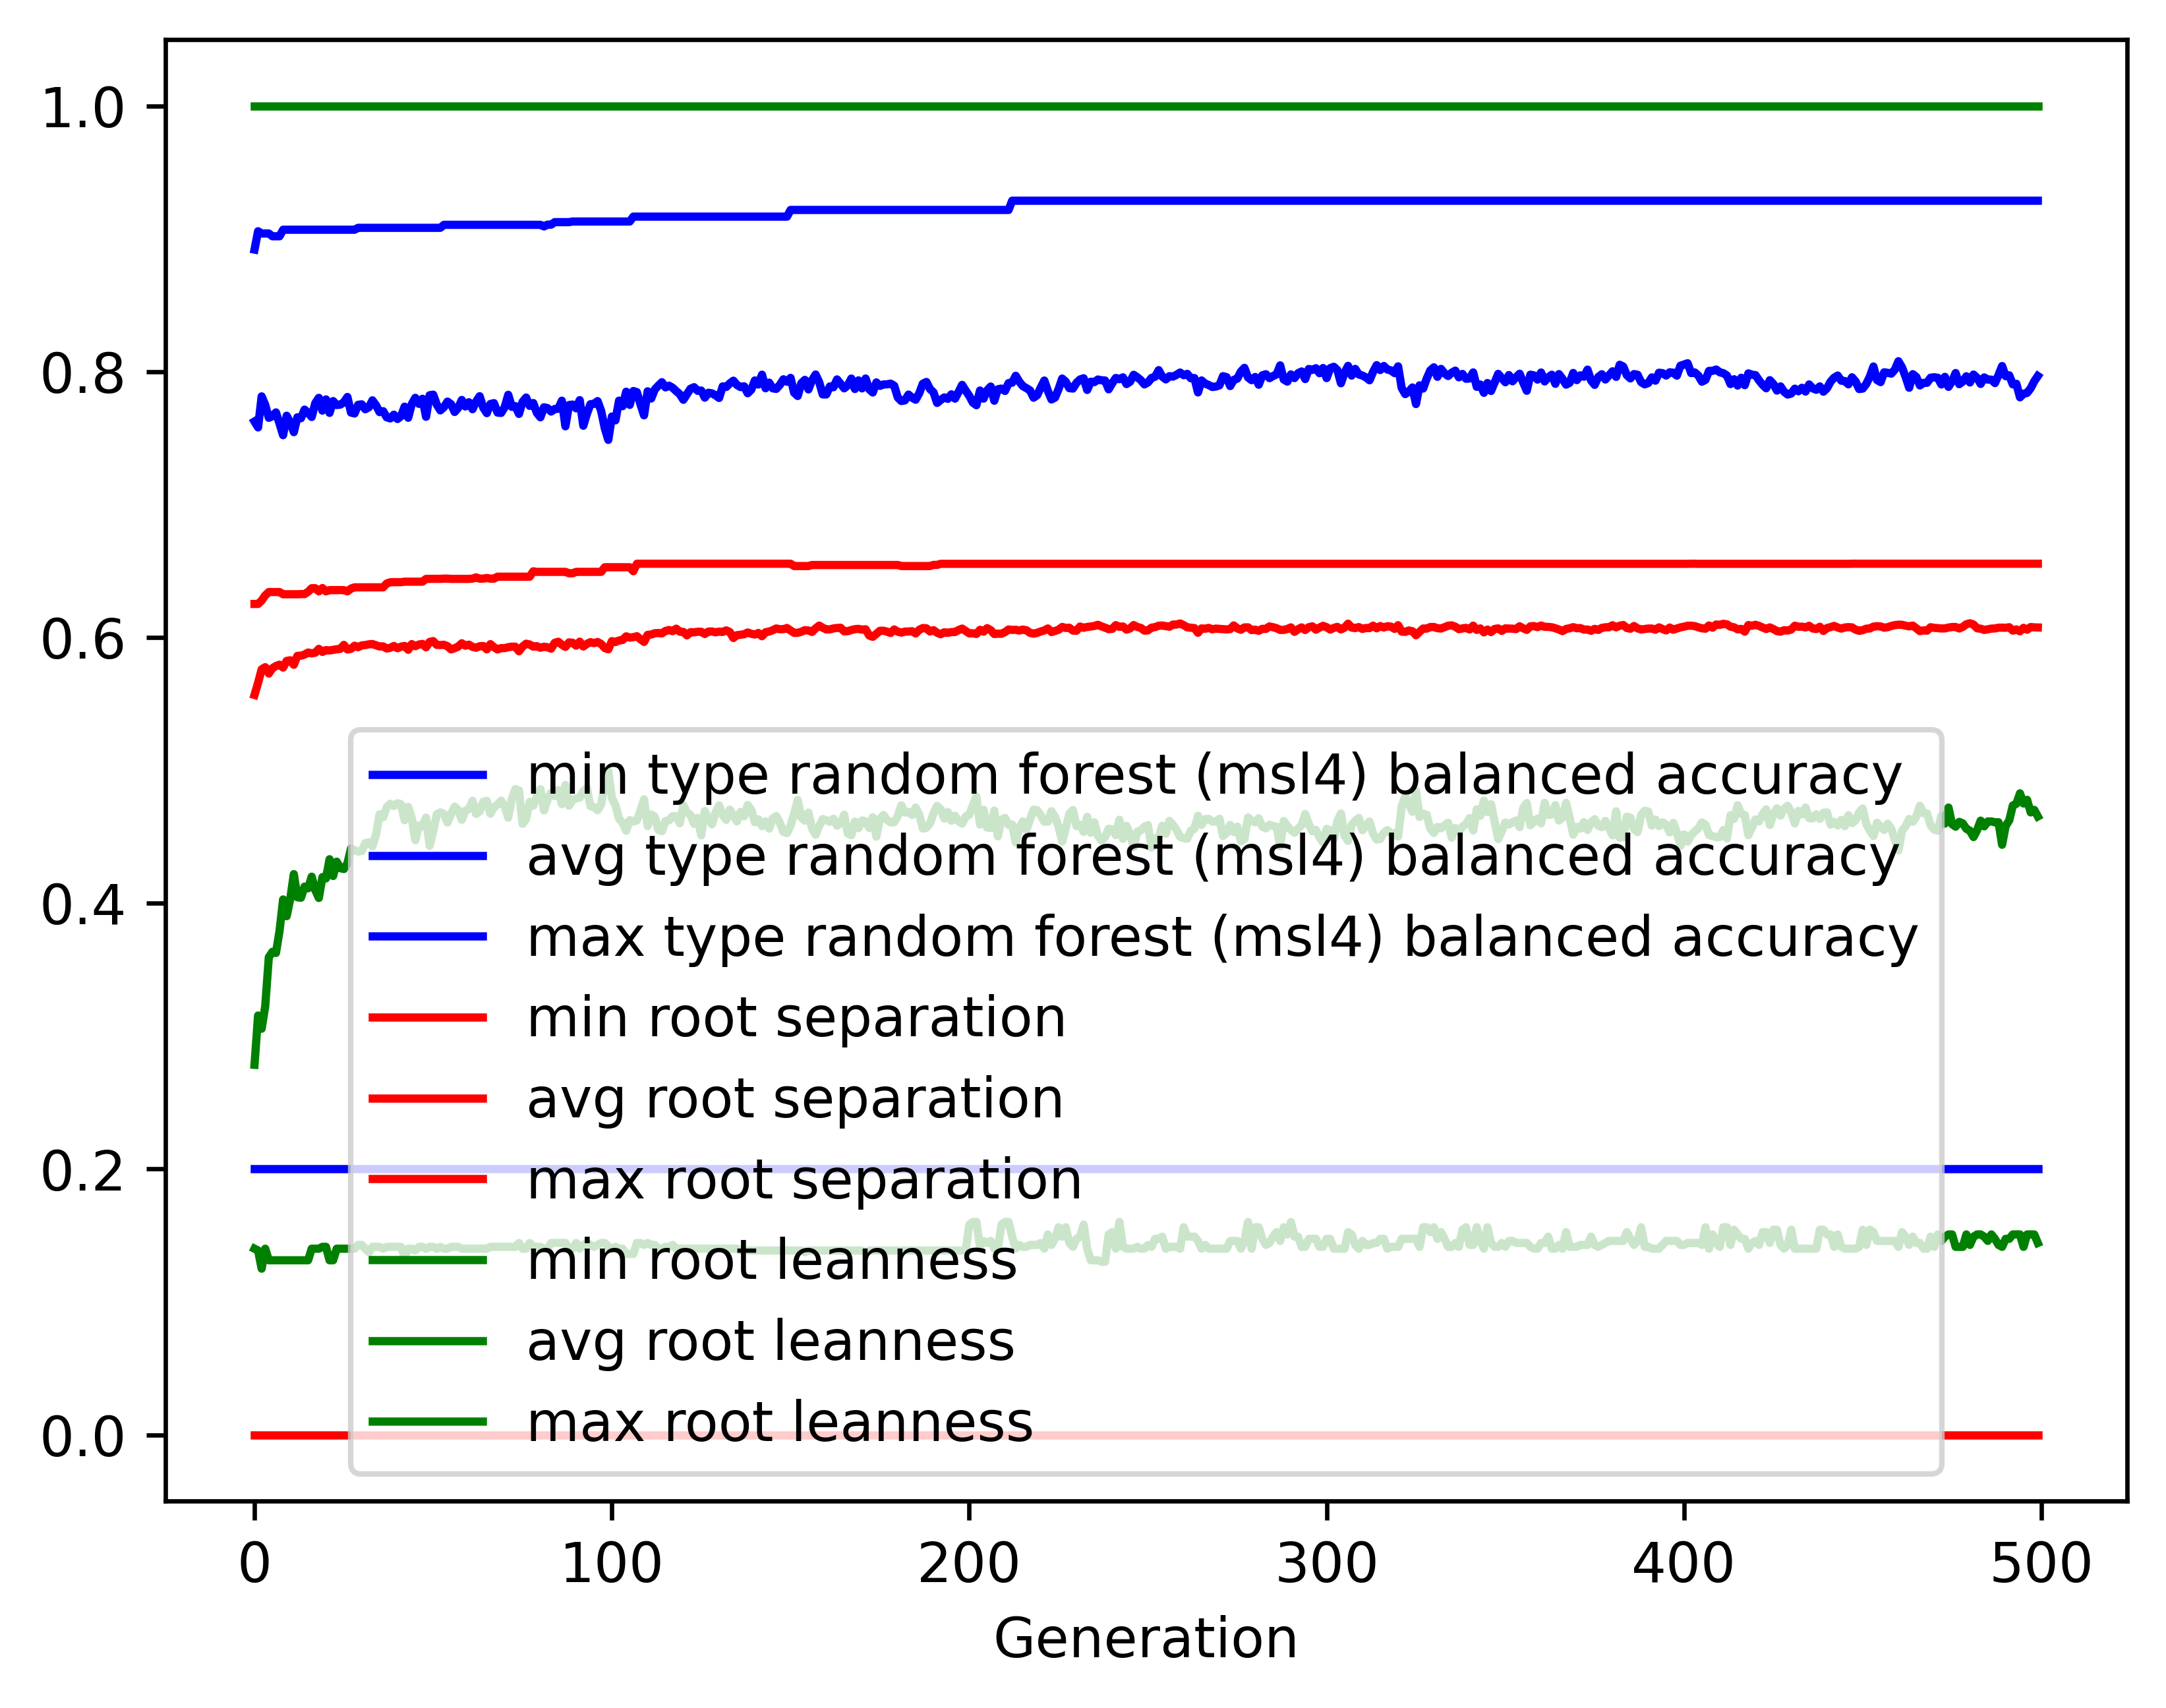 1.0
0.8
0.6
0.4
0.2
0.0
min type random forest (msl4) balanced accuracy
avg type random forest (msl4) balanced accuracy
max type random forest (msl4) balanced accuracy
min root separation
avg root separation
max root separation
min root leanness
avg root leanness
max root leanness
0 100 200 300 400 500
Generation